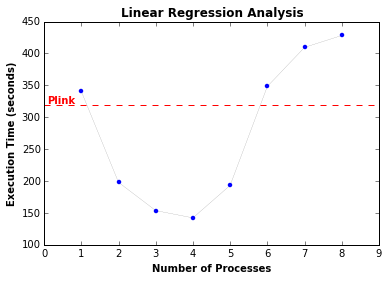 Linear Regression Analysis
450
400
350
300
250
200
150
100
Plink
Execution Time (seconds)
0 1 2 3 4 5 6 7 8 9
Number of Processes